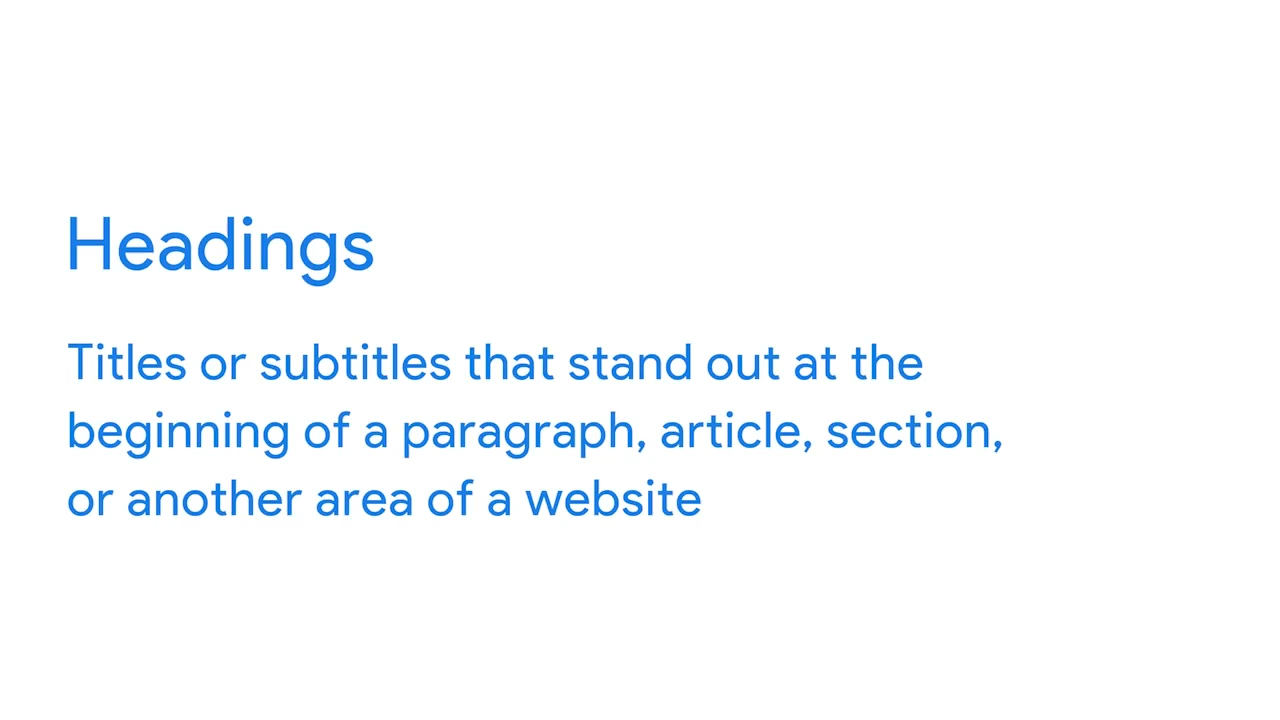 Headings
Titles or subtitles that stand out at the
beginning of a paragraph, article, section,
or another area of a website